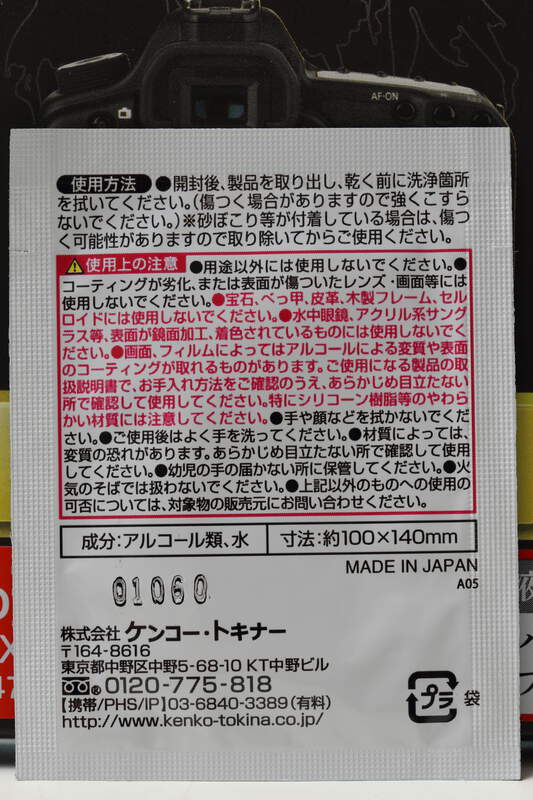 AF-ON
使用方法 ●開封後、製品を取り出し、乾く前に洗浄箇所
を拭いてください。(傷つく場合がありますので強くこすら
ないでください。)※砂ぼこり等が付着している場合は、傷つ
く可能性がありますので取り除いてからご使用ください。
使用上の注意 ●用途以外には使用しないでください。●
コーティングが劣化、または表面が傷ついたレンズ・画面等には
使用しないでください。●宝石、べっ甲、皮革、木製フレーム、セル
ロイドには使用しないでください。●水中眼鏡、アクリル系サング
ラス等、表面が鏡面加工、着色されているものには使用しないでく
ださい。●画面、フィルムによってはアルコールによる変質や表面
のコーティングが取れるものがあります。ご使用になる製品の取
扱説明書で、お手入れ方法をご確認のうえ、あらかじめ目立たない
所で確認して使用してください。特にシリコーン樹脂等のやわら
かい材質には注意してください。●手や顔などを拭かないでくだ
さい。●ご使用後はよく手を洗ってください。●材質によっては、
変質の恐れがあります。あらかじめ目立たない所で確認して使用
してください。●幼児の手の届かない所に保管してください。●火
気のそばでは扱わないでください。●上記以外のものへの使用の
可否については、対象物の販売元にお問い合わせください。
成分：アルコール類、水 寸法：約100×140mm
MADE IN JAPAN
A05
01060
株式会社 ケンコー・トキナー
〒164-8616
東京都中野区中野5-68-10 KT中野ビル
® 0120-775-818
【携帯/PHS/IP】03-6840-3389(有料)
http://www.kenko-tokina.co.jp/
プラ 袋